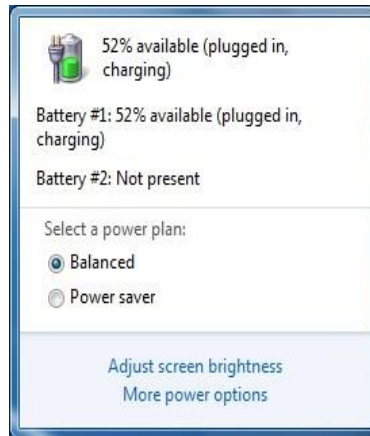 52% available (plugged in,
charging)
Battery #1: 52% available (plugged in,
charging)
Battery #2: Not present
Select a power plan:
Balanced
Power saver
Adjust screen brightness
More power options